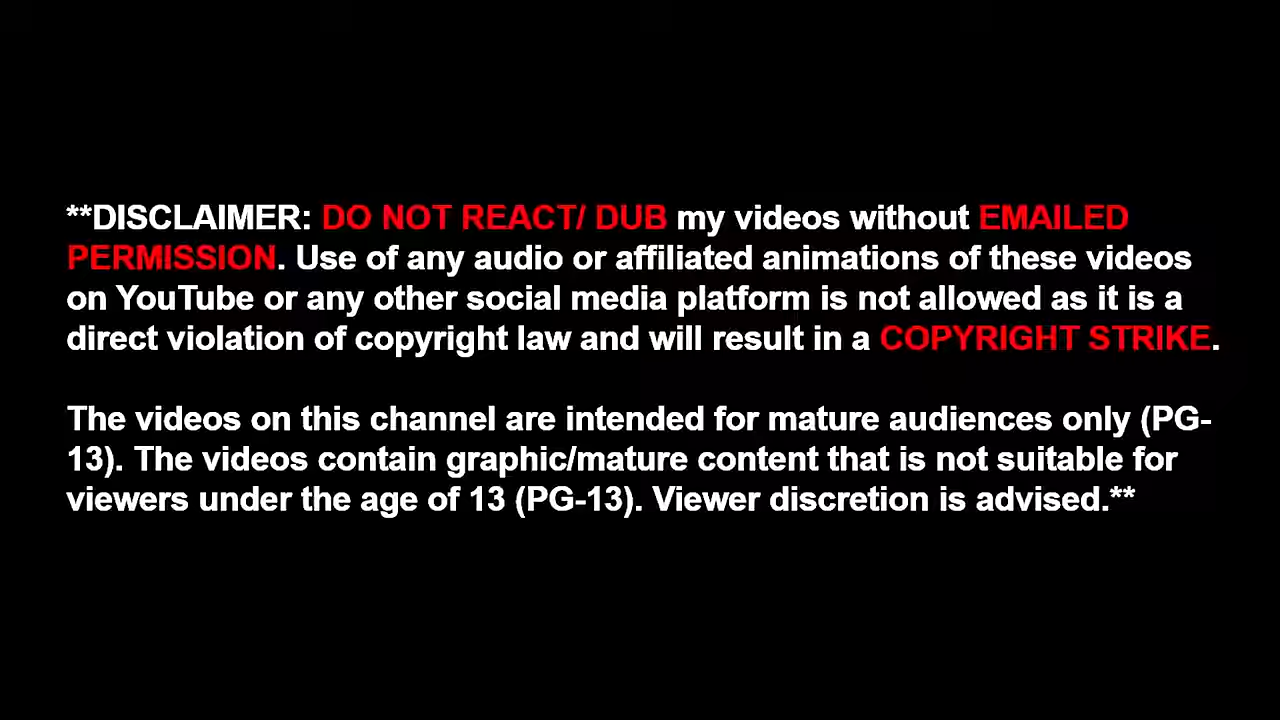 **DISCLAIMER: DO NOT REACT/ DUB my videos without EMAILED
PERMISSION. Use of any audio or affiliated animations of these videos
on YouTube or any other social media platform is not allowed as it is a
direct violation of copyright law and will result in a COPYRIGHT STRIKE.
The videos on this channel are intended for mature audiences only (PG-
13). The videos contain graphic/mature content that is not suitable for
viewers under the age of 13 (PG-13). Viewer discretion is advised.**